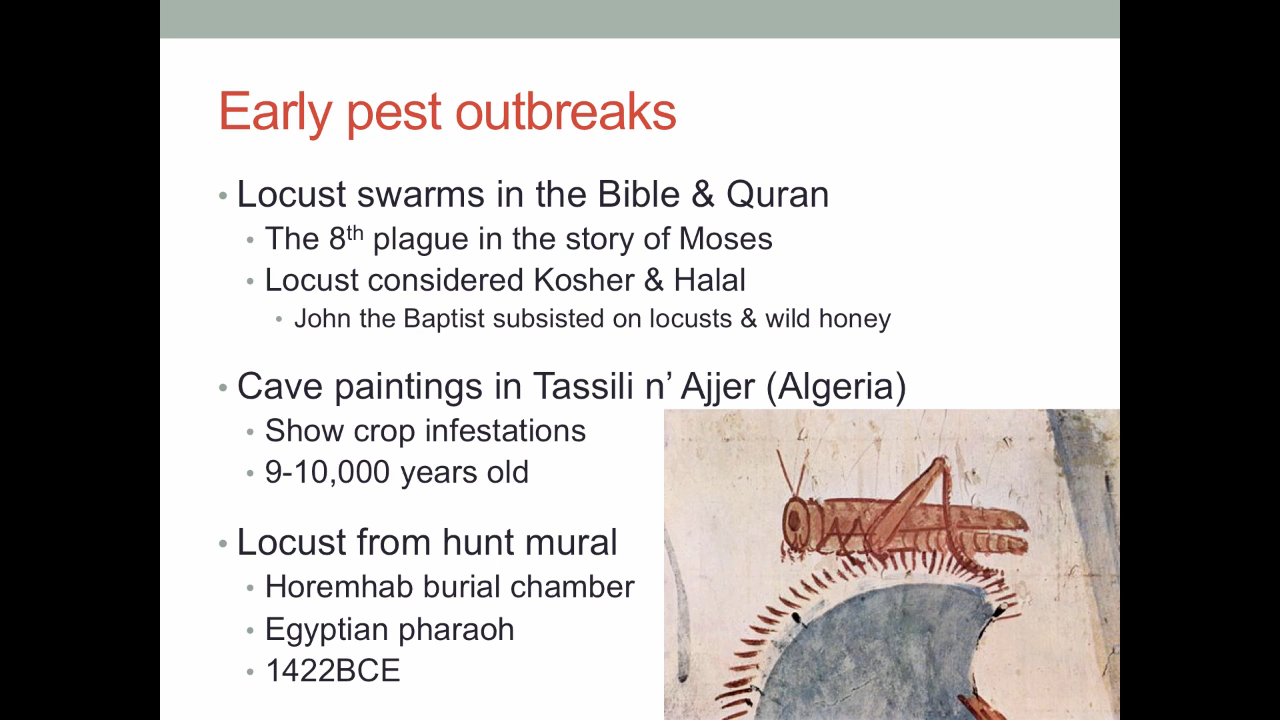 Early pest outbreaks
• Locust swarms in the Bible & Quran
• The 8th plague in the story of Moses
• Locust considered Kosher & Halal
• John the Baptist subsisted on locusts & wild honey
• Cave paintings in Tassili n’ Ajjer (Algeria)
• Show crop infestations
• 9-10,000 years old
• Locust from hunt mural
• Horemhab burial chamber
• Egyptian pharaoh
• 1422BCE